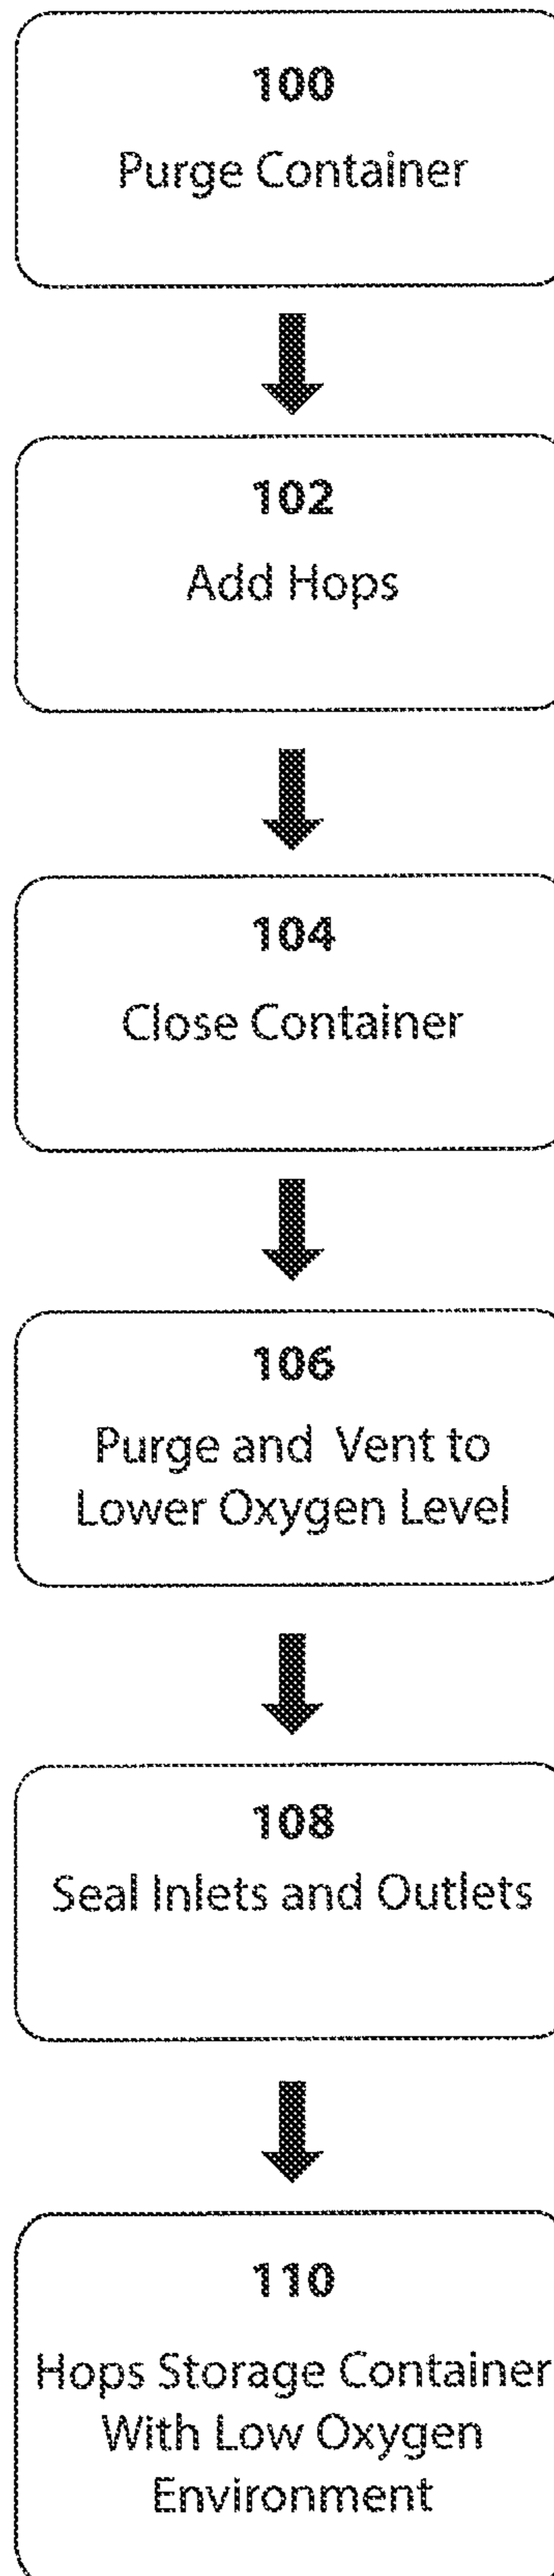 100
Purge Container
102
Add Hops
104
Close Container
106
Purge and Vent to
Lower Oxygen Level
108
Seal Inlets and Outlets
110
Hops Storage Container
With Low Oxygen
Environment